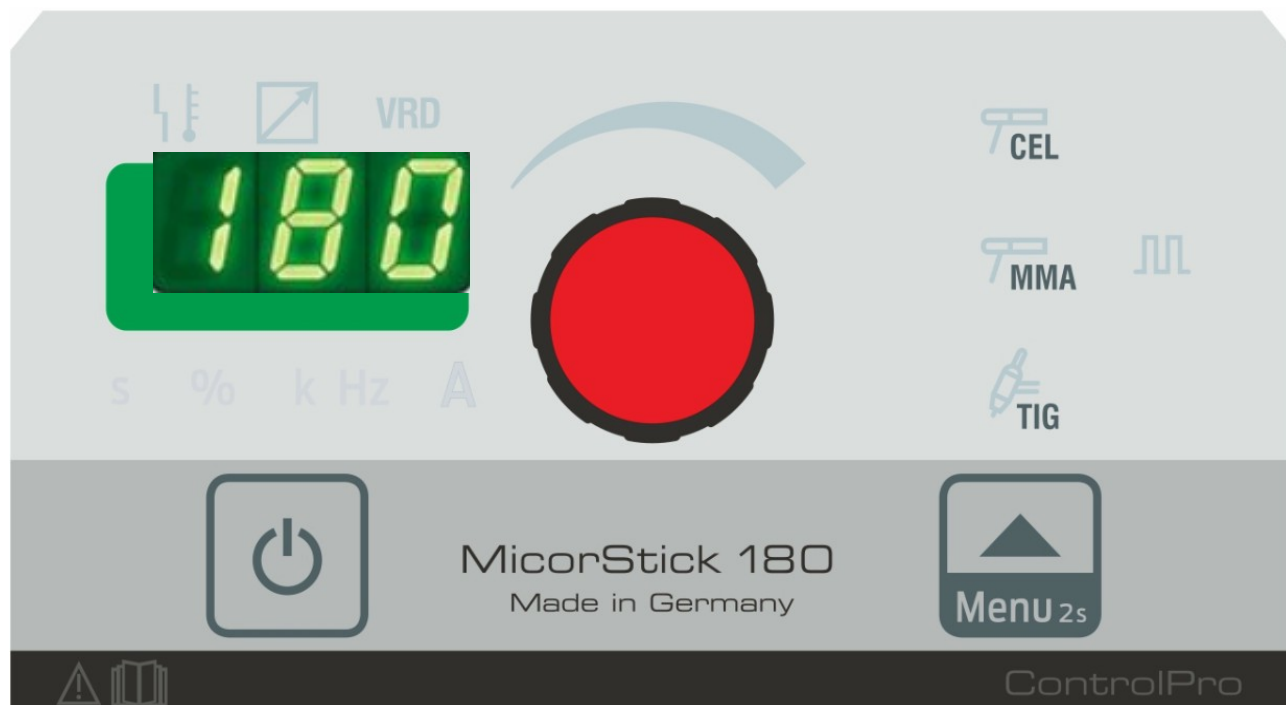 VRD
180
CEL
MMA
TIG
s % k Hz A
MicorStick 180
Made in Germany
Menu 2s
ControlPro